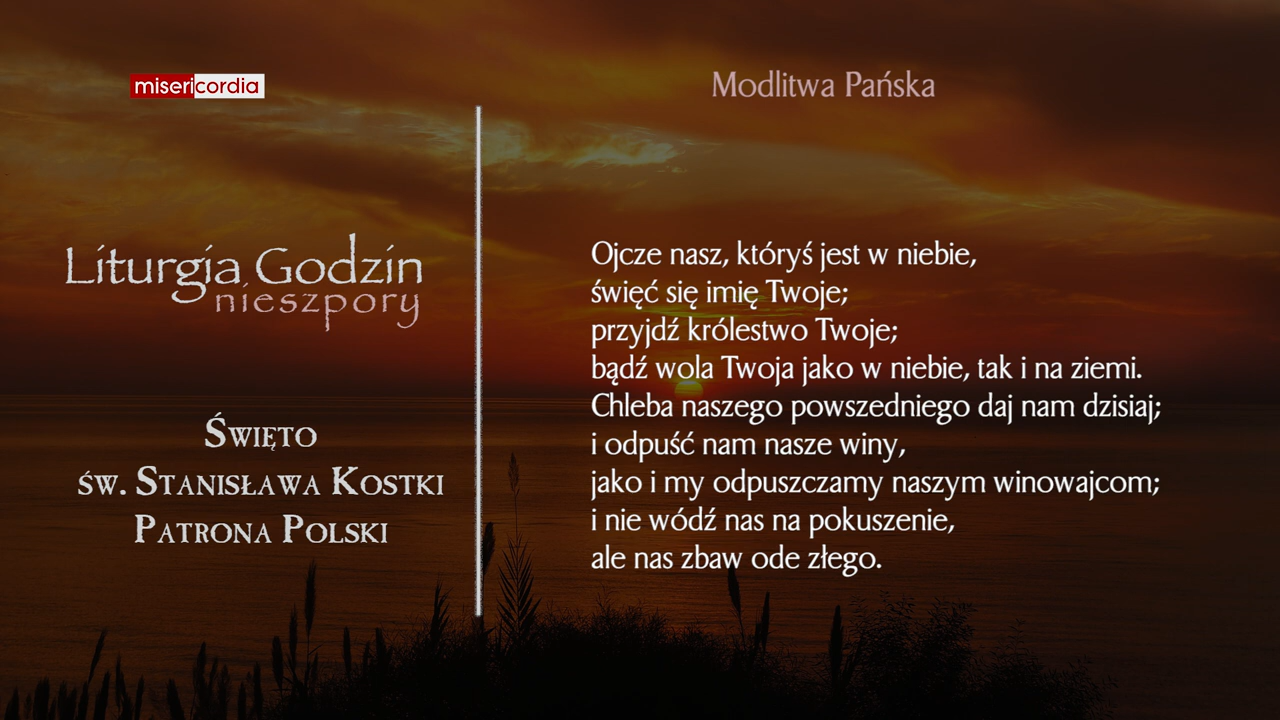 misericordia
Liturgia Godzin
nieszpory
Święto
św. Stanisława Kostki
Patrona Polski
Modlitwa Pańska
Ojcze nasz, któryś jest w niebie,
święć się imię Twoje;
przyjdź królestwo Twoje;
bądź wola Twoja jako w niebie, tak i na ziemi.
Chleba naszego powszedniego daj nam dzisiaj;
i odpuść nam nasze winy,
jako i my odpuszczamy naszym winowajcom;
i nie wódź nas na pokuszenie,
ale nas zbaw ode złego.